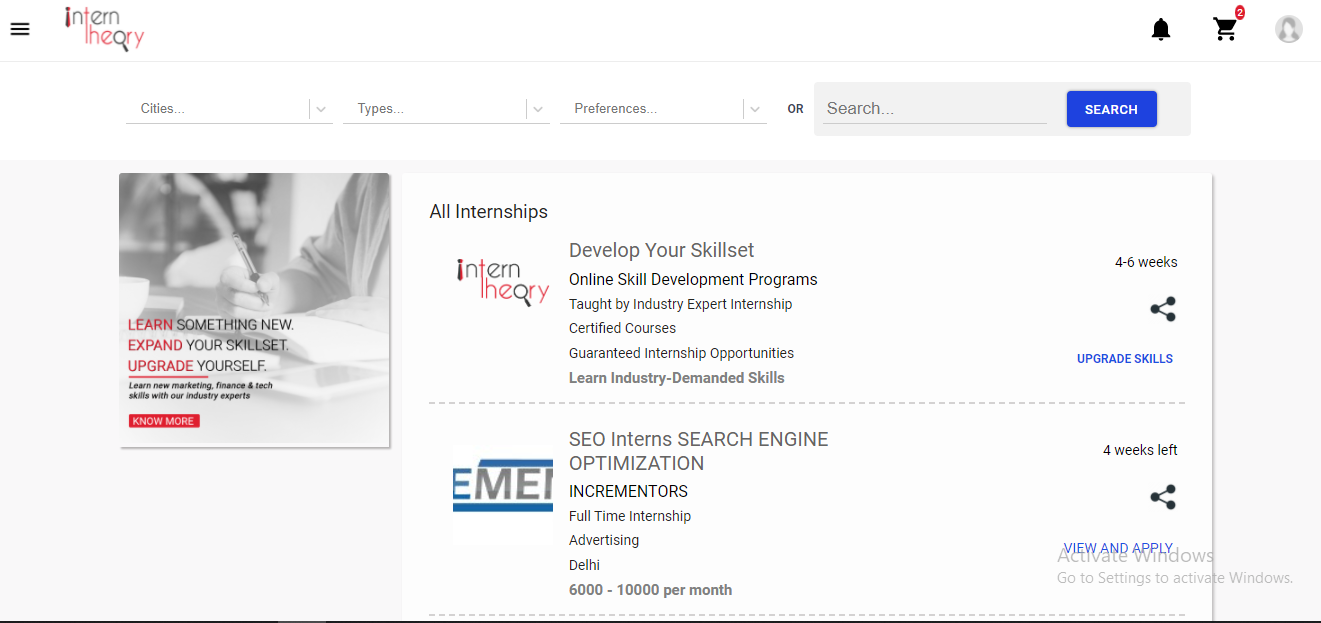 intern
theory
2
Cities...
Types...
Preferences...
OR
Search...
SEARCH
LEARN SOMETHING NEW.
EXPAND YOUR SKILLSET.
UPGRADE YOURSELF.
Learn new marketing, finance & tech
skills with our industry experts
KNOW MORE
All Internships
intern
theory
Develop Your Skillset
Online Skill Development Programs
Taught by Industry Expert Internship
Certified Courses
Guaranteed Internship Opportunities
Learn Industry-Demanded Skills
4-6 weeks
UPGRADE SKILLS
EMEN
SEO Interns SEARCH ENGINE
OPTIMIZATION
INCREMENTORS
Full Time Internship
Advertising
Delhi
6000 - 10000 per month
4 weeks left
VIEW AND APPLY
Activate Windows
Go to Settings to activate Windows.